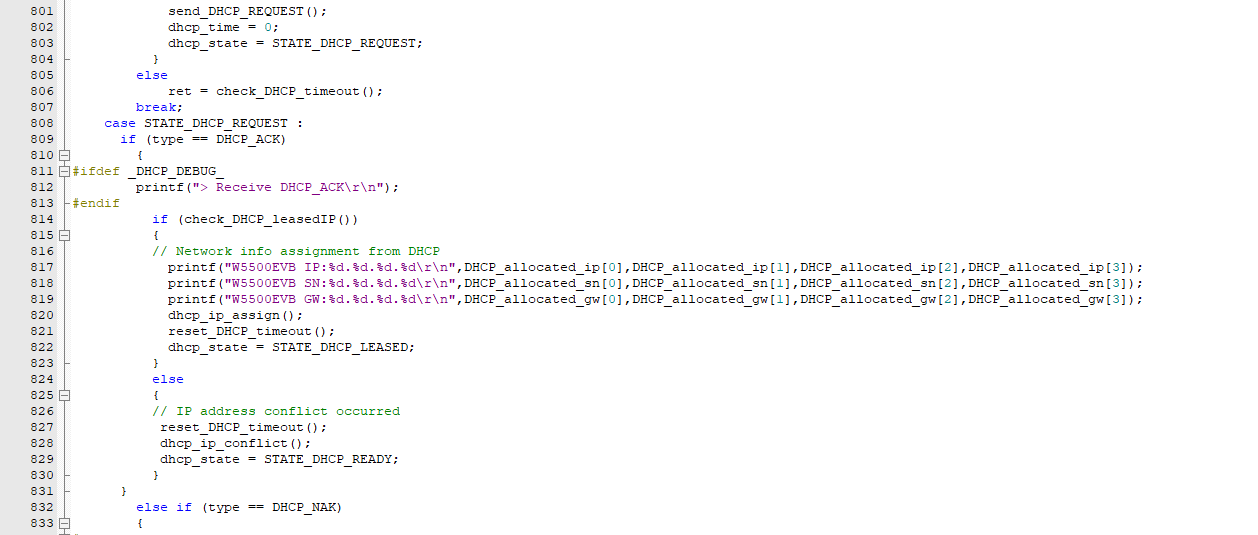 801 send_DHCP_REQUEST();
802 dhcp_time = 0;
803 dhcp_state = STATE_DHCP_REQUEST;
804 }
805 else
806 ret = check_DHCP_timeout();
807 break;
808 case STATE_DHCP_REQUEST :
809 if (type == DHCP_ACK)
810 {
811 #ifdef _DHCP_DEBUG_
812 printf("> Receive DHCP_ACK\r\n");
813 #endif
814 if (check_DHCP_leasedIP())
815 {
816 // Network info assignment from DHCP
817 printf("W5500EVB IP:%d.%d.%d.%d\r\n",DHCP_allocated_ip[0],DHCP_allocated_ip[1],DHCP_allocated_ip[2],DHCP_allocated_ip[3]);
818 printf("W5500EVB SN:%d.%d.%d.%d\r\n",DHCP_allocated_sn[0],DHCP_allocated_sn[1],DHCP_allocated_sn[2],DHCP_allocated_sn[3]);
819 printf("W5500EVB GW:%d.%d.%d.%d\r\n",DHCP_allocated_gw[0],DHCP_allocated_gw[1],DHCP_allocated_gw[2],DHCP_allocated_gw[3]);
820 dhcp_ip_assign();
821 reset_DHCP_timeout();
822 dhcp_state = STATE_DHCP_LEASED;
823 }
824 else
825 {
826 // IP address conflict occurred
827 reset_DHCP_timeout();
828 dhcp_ip_conflict();
829 dhcp_state = STATE_DHCP_READY;
830 }
831 }
832 else if (type == DHCP_NAK)
833 {